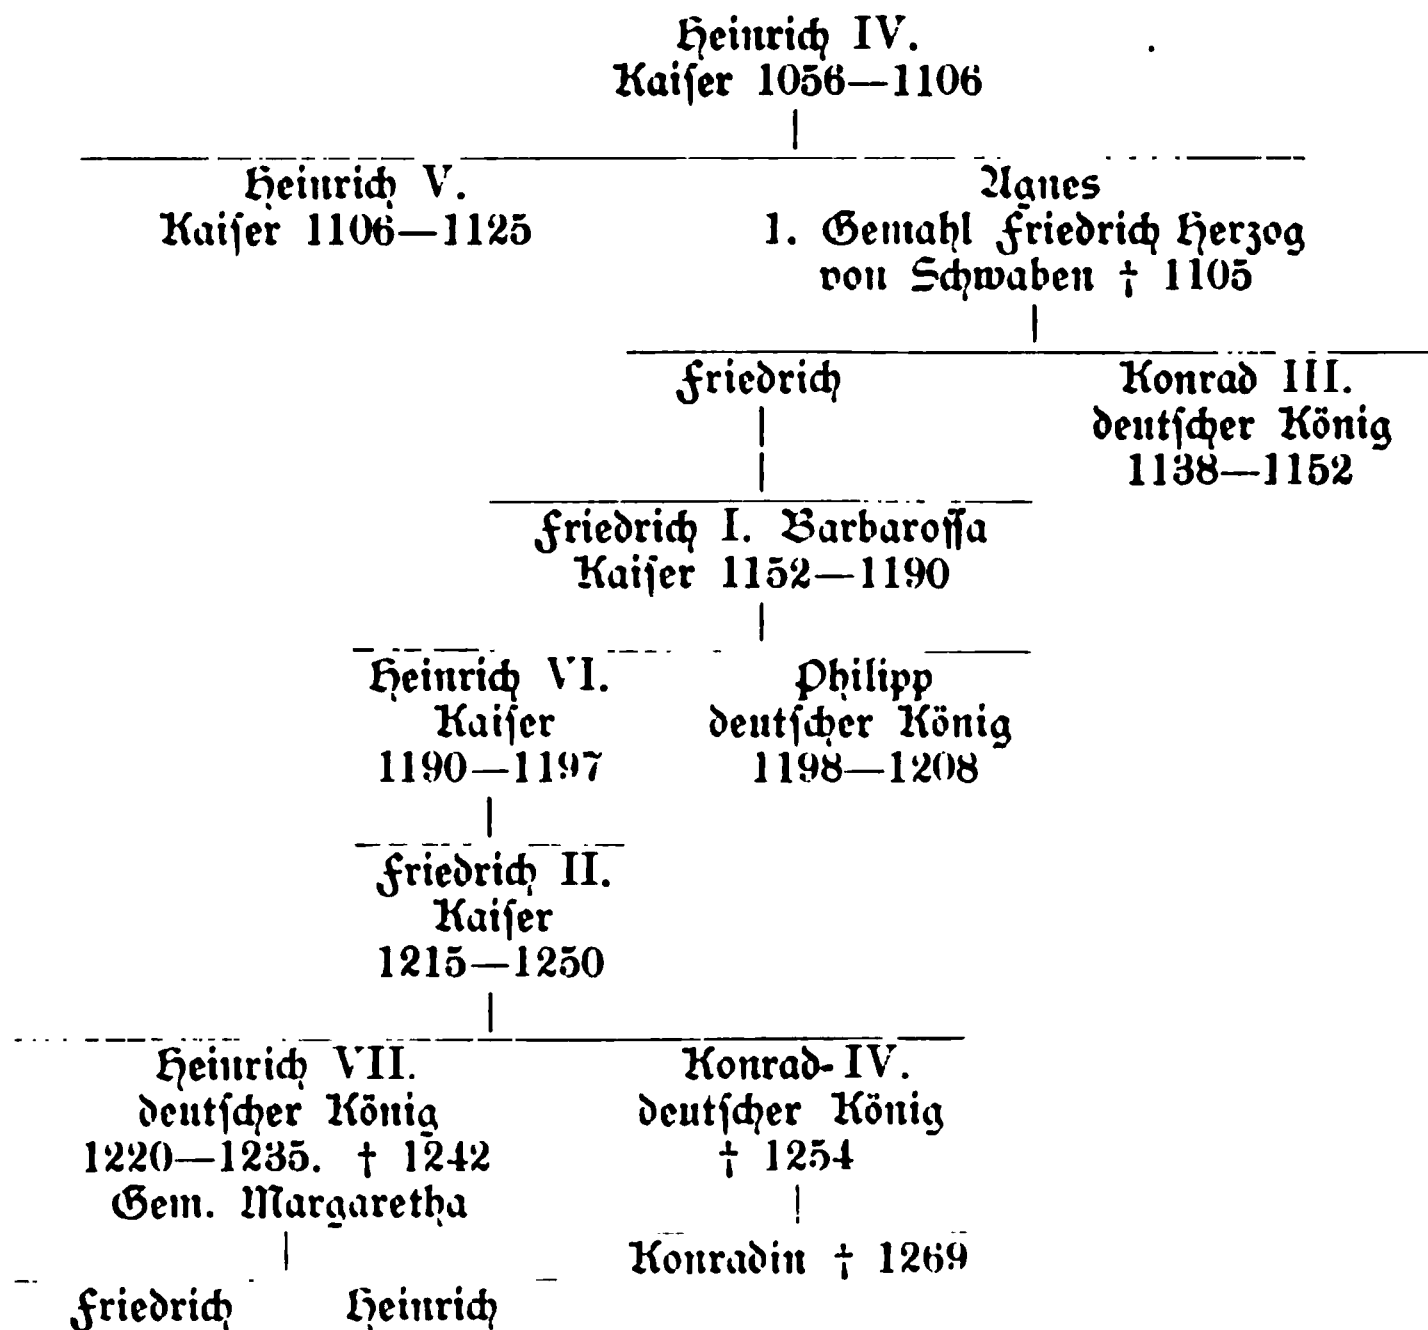 Heinrich IV.
Kaiſer 1056—1106
Heinrich V.
Kaiſer 1106—1125
Agnes
1. Gemahl Friedrich Herzog
von Schwaben † 1105
Friedrich
Konrad III.
deutſcher König
1138—1152
Friedrich I. Barbaroſſa
Kaiſer 1152—1190
Heinrich VI.
Kaiſer
1190—1197
Philipp
deutſcher König
1198—1208
Friedrich II.
Kaiſer
1215—1250
Heinrich VII.
deutſcher König
1220—1235. † 1242
Gem. Margaretha
Konrad-IV.
deutſcher König
† 1254
Konradin † 1269
Friedrich
Heinrich